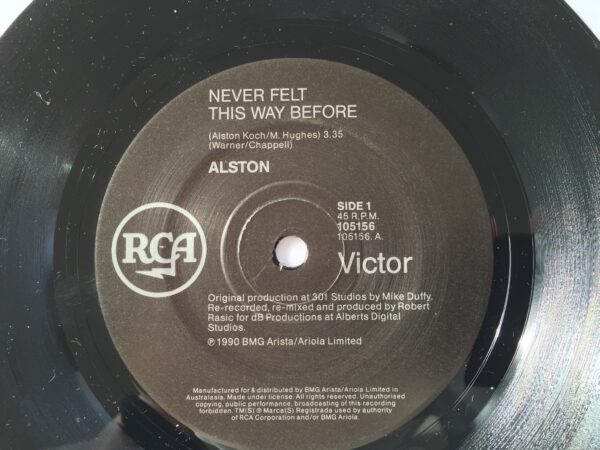 NEVER FELT
THIS WAY BEFORE
(Alston Koch/M. Hughes) 3.35
(Warner/Chappell)
ALSTON
SIDE 1
45 R.P.M.
105156
105156. A.
RCA
Victor
Original production at 301 Studios by Mike Duffy.
Re-recorded, re-mixed and produced by Robert
Rasic for dB Productions at Alberts Digital
Studios.
℗ 1990 BMG Arista/Ariola Limited
Manufactured for & distributed by BMG Arista/Ariola Limited in
Australasia. Made under license. All rights reserved. Unauthorised
copying, public performance, broadcasting of this recording
forbidden. TM(S) ® Marca(S) Registrada used by authority
of RCA Corporation and/or BMG Ariola.